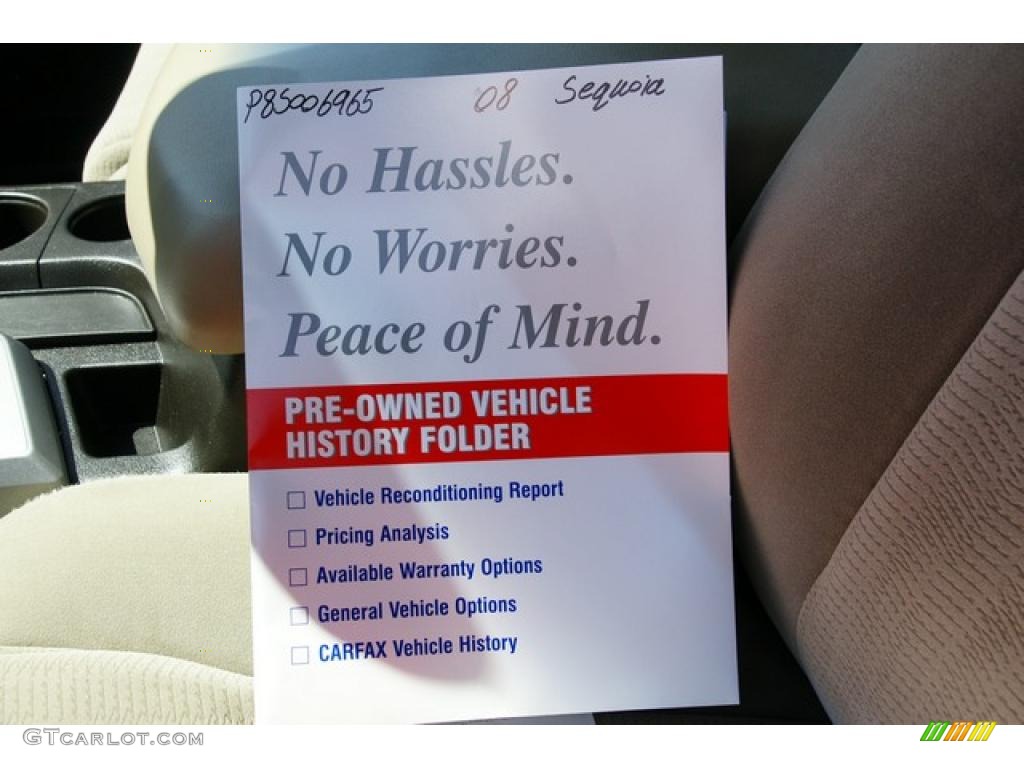 P8S006965 08 Sequoia
No Hassles.
No Worries.
Peace of Mind.
PRE-OWNED VEHICLE
HISTORY FOLDER
Vehicle Reconditioning Report
Pricing Analysis
Available Warranty Options
General Vehicle Options
CARFAX Vehicle History
GTcarlot.com